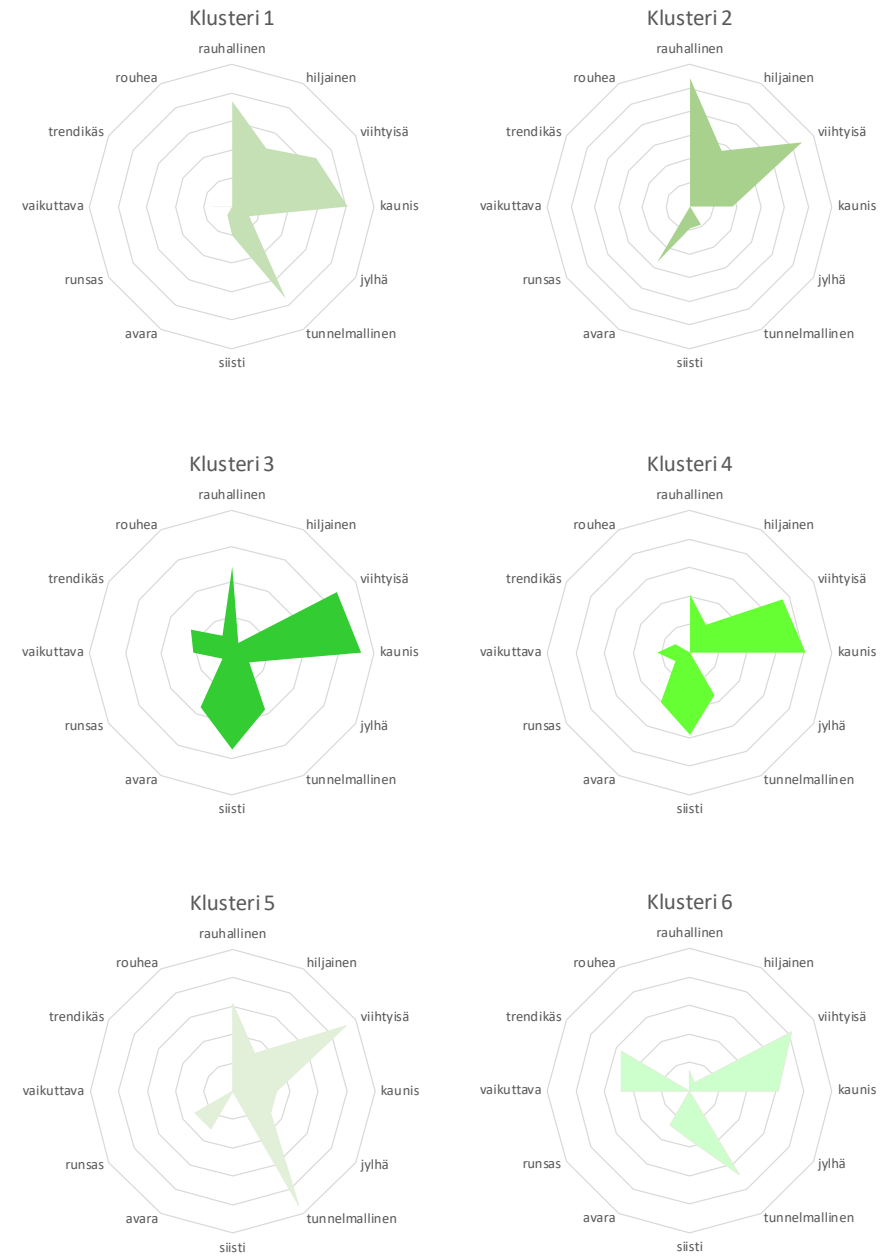 Klusteri 1
rauhallinen
hiljainen
viihtyisä
kaunis
jylhä
tunnelmallinen
siisti
avara
runsas
vaikuttava
trendikäs
rouhea
Klusteri 2
rauhallinen
hiljainen
viihtyisä
kaunis
jylhä
tunnelmallinen
siisti
avara
runsas
vaikuttava
trendikäs
rouhea
Klusteri 3
rauhallinen
hiljainen
viihtyisä
kaunis
jylhä
tunnelmallinen
siisti
avara
runsas
vaikuttava
trendikäs
rouhea
Klusteri 4
rauhallinen
hiljainen
viihtyisä
kaunis
jylhä
tunnelmallinen
siisti
avara
runsas
vaikuttava
trendikäs
rouhea
Klusteri 5
rauhallinen
hiljainen
viihtyisä
kaunis
jylhä
tunnelmallinen
siisti
avara
runsas
vaikuttava
trendikäs
rouhea
Klusteri 6
rauhallinen
hiljainen
viihtyisä
kaunis
jylhä
tunnelmallinen
siisti
avara
runsas
vaikuttava
trendikäs
rouhea